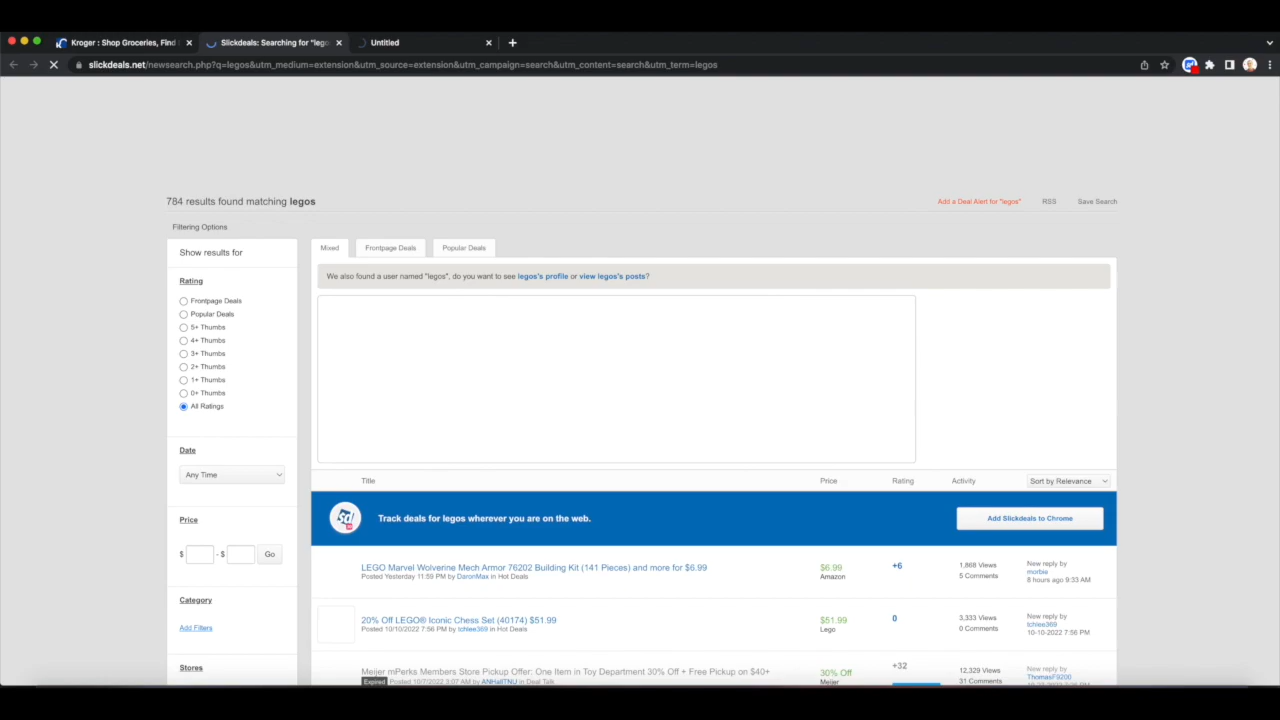 Kroger : Shop Groceries, Find
Slickdeals: Searching for "lego
Untitled
slickdeals.net/newsearch.php?q=legos&utm_medium=extension&utm_source=extension&utm_campaign=search&utm_content=search&utm_term=legos
784 results found matching legos
Add a Deal Alert for "legos"
RSS
Save Search
Filtering Options
Show results for
Rating
Frontpage Deals
Popular Deals
5+ Thumbs
4+ Thumbs
3+ Thumbs
2+ Thumbs
1+ Thumbs
0+ Thumbs
All Ratings
Date
Any Time
Price
$ - $ Go
Category
Add Filters
Stores
Mixed
Frontpage Deals
Popular Deals
We also found a user named "legos", do you want to see legos's profile or view legos's posts?
Title
Price
Rating
Activity
Sort by Relevance
sd
Track deals for legos wherever you are on the web.
Add Slickdeals to Chrome
LEGO Marvel Wolverine Mech Armor 76202 Building Kit (141 Pieces) and more for $6.99
Posted Yesterday 11:59 PM by DaronMax in Hot Deals
$6.99
Amazon
+6
1,868 Views
5 Comments
New reply by
morbie
8 hours ago 9:33 AM
20% Off LEGO® Iconic Chess Set (40174) $51.99
Posted 10/10/2022 7:56 PM by tchlee369 in Hot Deals
$51.99
Lego
0
3,333 Views
0 Comments
New reply by
tchlee369
10-10-2022 7:56 PM
Meijer mPerks Members Store Pickup Offer: One Item in Toy Department 30% Off + Free Pickup on $40+
Expired Posted 10/7/2022 3:07 AM by ANHallTNU in Deal Talk
30% Off
Meijer
+32
12,329 Views
31 Comments
New reply by
ThomasF9200